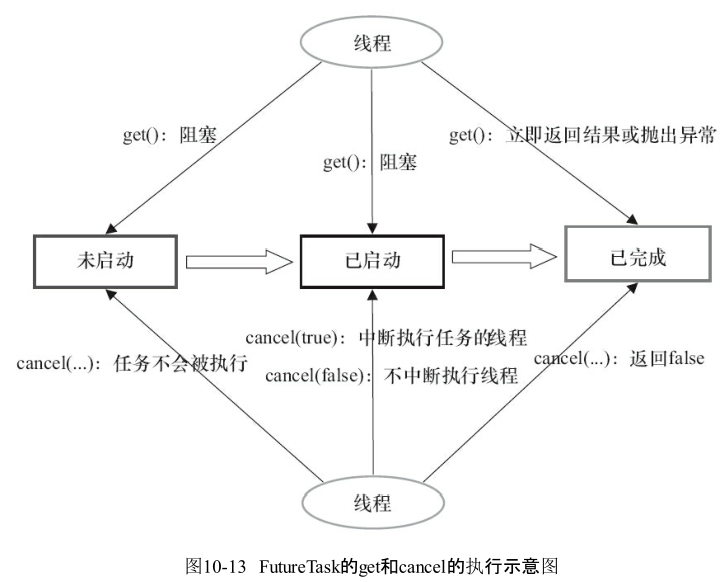 线程
get()：阻塞
get()：立即返回结果或抛出异常
get()：阻塞
未启动
已启动
已完成
cancel(true)：中断执行任务的线程
cancel(...)：任务不会被执行
cancel(...)：返回false
cancel(false)：不中断执行线程
线程
图10-13 FutureTask的get和cancel的执行示意图